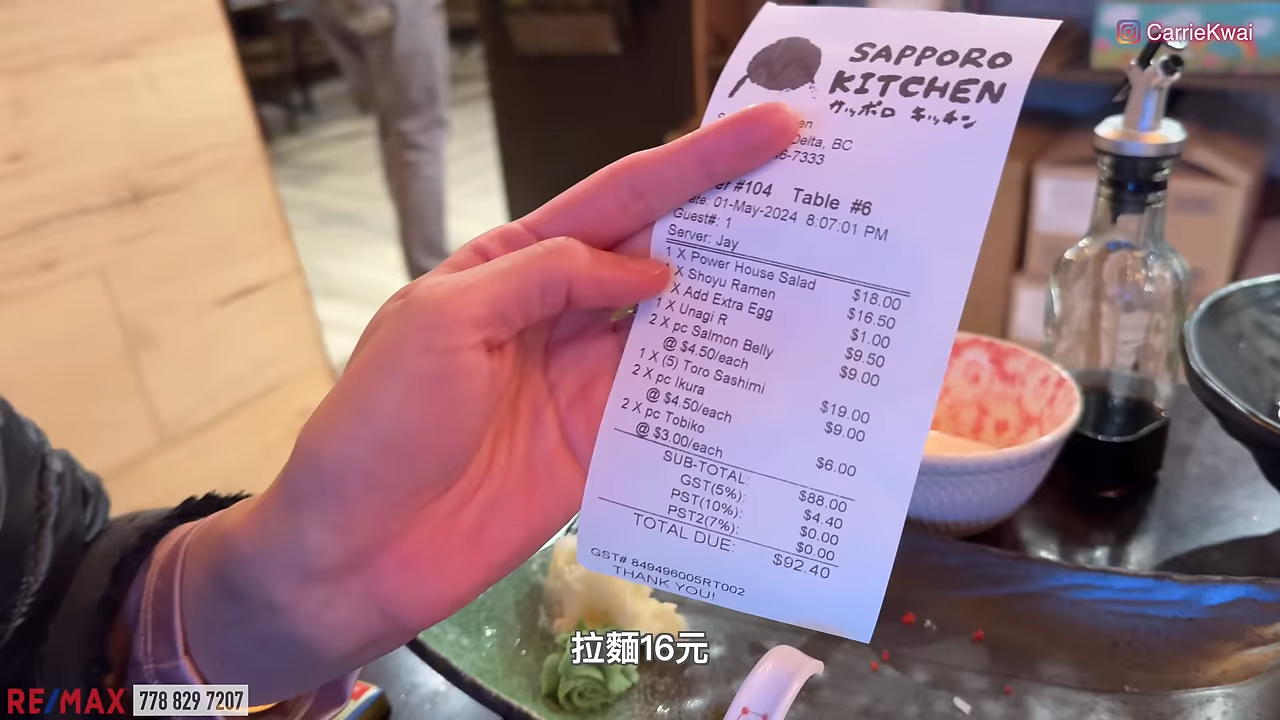 CarrieKwai
SAPPORO
KITCHEN
サッポロ キッチン
Delta, BC
-7333
#104 Table #6
01-May-2024 8:07:01 PM
Guest#: 1
Server: Jay
1 X Power House Salad $18.00
X Shoyu Ramen $16.50
X Add Extra Egg $1.00
1 X Unagi R $9.50
2 X pc Salmon Belly $9.00
@ $4.50/each
1 X (5) Toro Sashimi $19.00
2 X pc Ikura $9.00
@ $4.50/each
2 X pc Tobiko $6.00
@ $3.00/each
SUB-TOTAL: $88.00
GST(5%): $4.40
PST(10%): $0.00
PST2(7%): $0.00
TOTAL DUE: $92.40
GST# 849496005RT002
THANK YOU!
拉麵16元
RE/MAX 778 829 7207